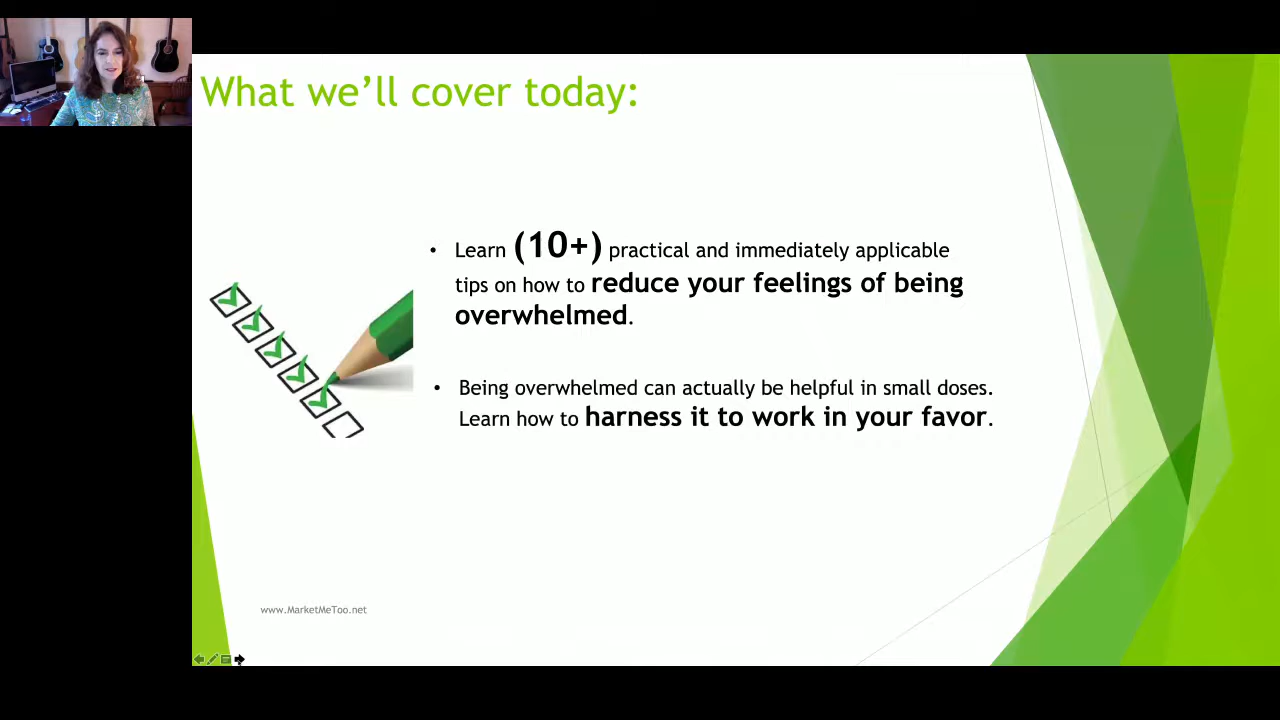 What we'll cover today:
• Learn (10+) practical and immediately applicable
tips on how to reduce your feelings of being
overwhelmed.
• Being overwhelmed can actually be helpful in small doses.
Learn how to harness it to work in your favor.
www.MarketMeToo.net